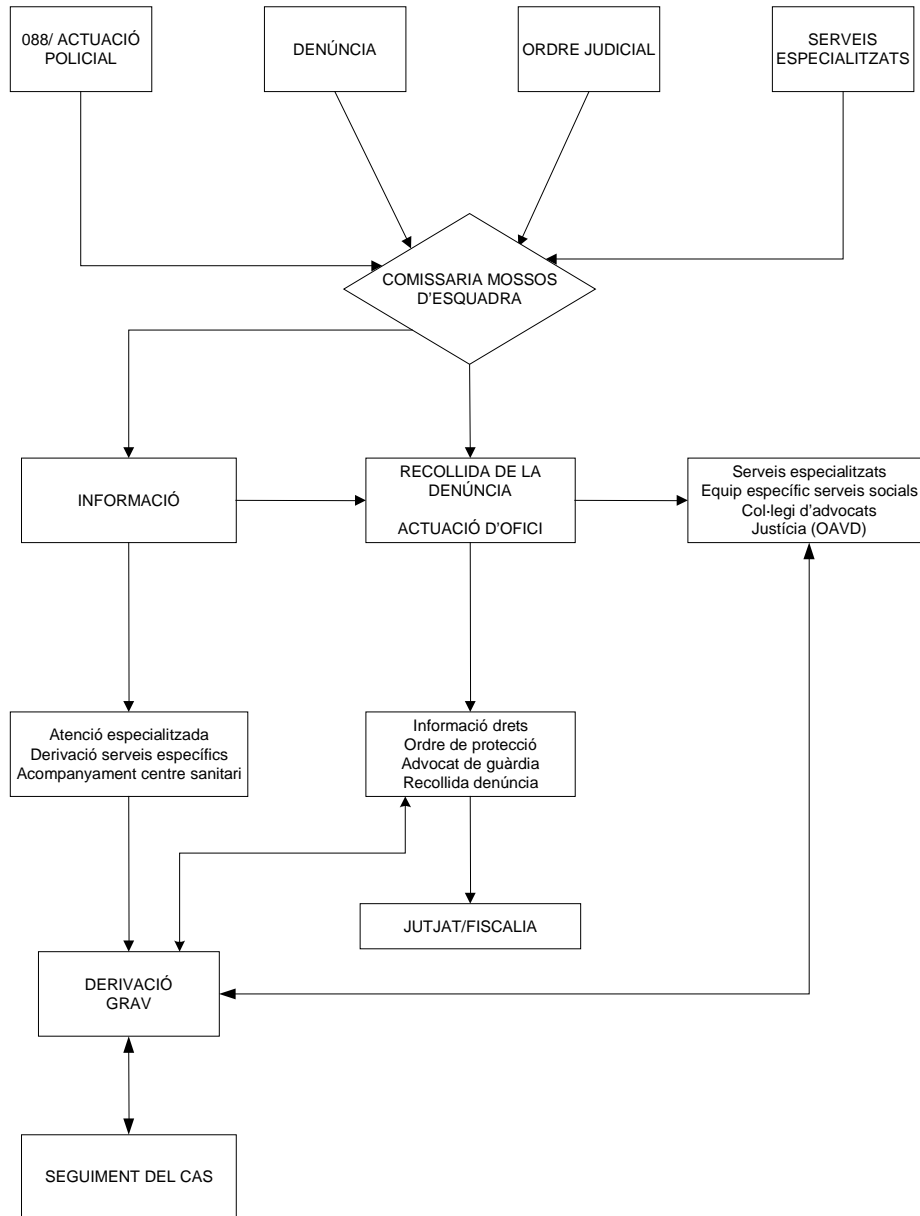 088/ ACTUACIÓ
POLICIAL
DENÚNCIA
ORDRE JUDICIAL
SERVEIS
ESPECIALITZATS
COMISSARIA MOSSOS
D'ESQUADRA
INFORMACIÓ
RECOLLIDA DE LA
DENÚNCIA
ACTUACIÓ D'OFICI
Serveis especialitzats
Equip específic serveis socials
Col·legi d'advocats
Justícia (OAVD)
Atenció especialitzada
Derivació serveis específics
Acompanyament centre sanitari
Informació drets
Ordre de protecció
Advocat de guàrdia
Recollida denúncia
JUTJAT/FISCALIA
DERIVACIÓ
GRAV
SEGUIMENT DEL CAS